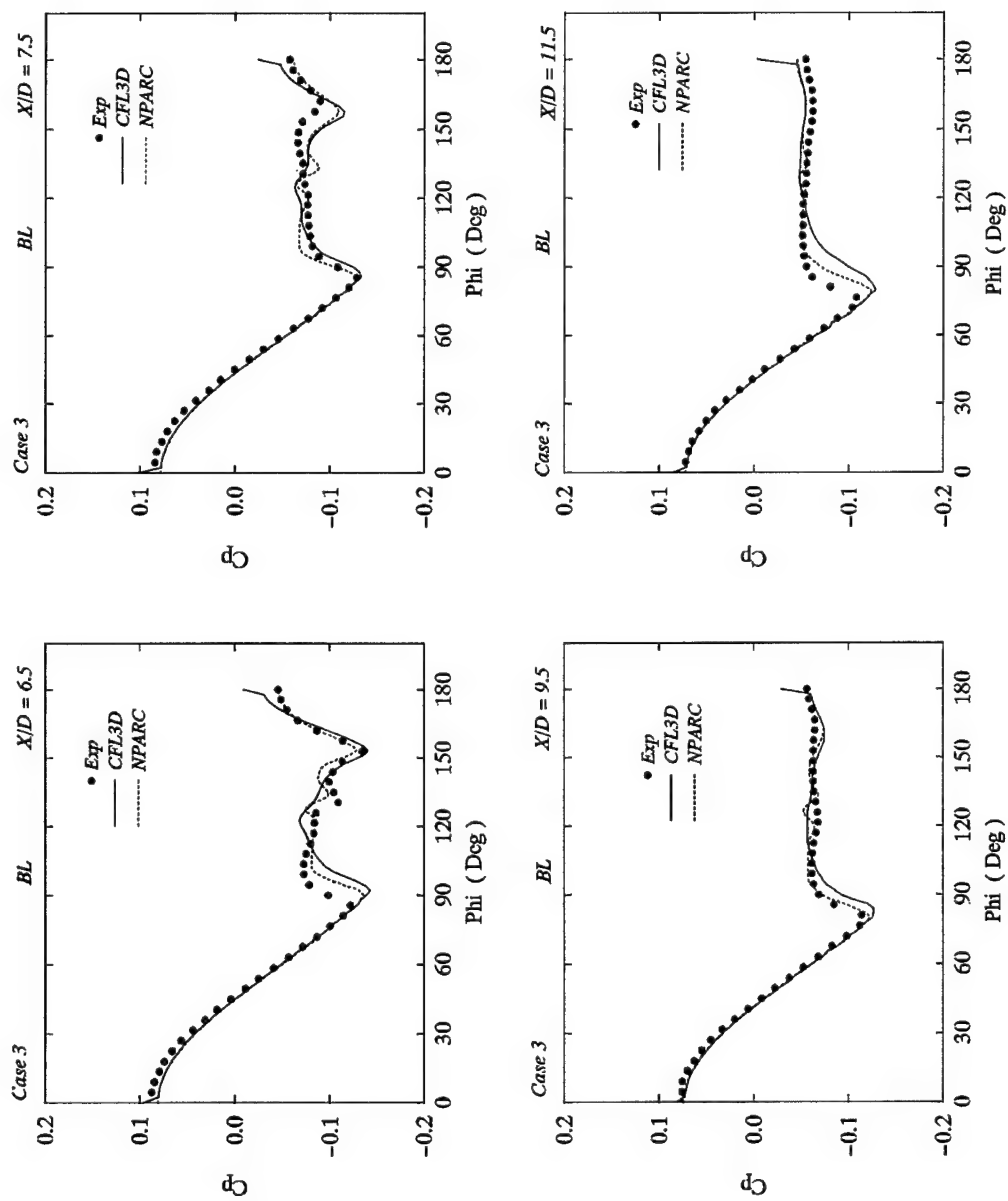 Case 3 BL X/D = 6.5
Exp
CFL3D
NPARC
0.2
0.1
0.0
-0.1
-0.2
Cp
0 30 60 90 120 150 180
Phi ( Deg )
Case 3 BL X/D = 7.5
Exp
CFL3D
NPARC
0.2
0.1
0.0
-0.1
-0.2
Cp
0 30 60 90 120 150 180
Phi ( Deg )
Case 3 BL X/D = 9.5
Exp
CFL3D
NPARC
0.2
0.1
0.0
-0.1
-0.2
Cp
0 30 60 90 120 150 180
Phi ( Deg )
Case 3 BL X/D = 11.5
Exp
CFL3D
NPARC
0.2
0.1
0.0
-0.1
-0.2
Cp
0 30 60 90 120 150 180
Phi ( Deg )